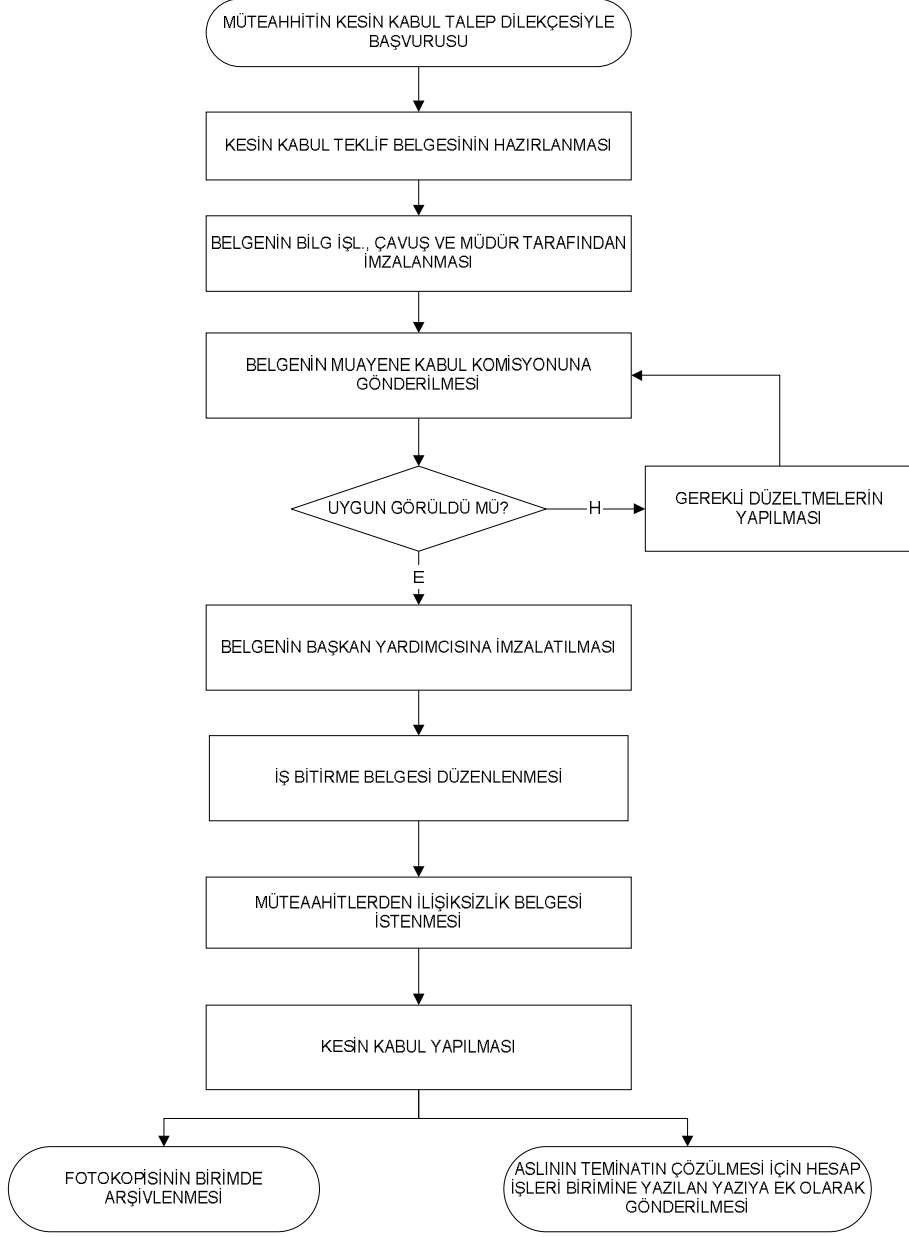 MÜTEAHHİTİN KESİN KABUL TALEP DİLEKÇESİYLE
BAŞVURUSU
KESİN KABUL TEKLİF BELGESİNİN HAZIRLANMASI
BELGENİN BİLG İŞL., ÇAVUŞ VE MÜDÜR TARAFINDAN
İMZALANMASI
BELGENİN MUAYENE KABUL KOMİSYONUNA
GÖNDERİLMESİ
UYGUN GÖRÜLDÜ MÜ?
H
GEREKLİ DÜZELTMELERİN
YAPILMASI
E
BELGENİN BAŞKAN YARDIMCISINA İMZALATILMASI
İŞ BİTİRME BELGESİ DÜZENLENMESİ
MÜTEAAHİTLERDEN İLİŞİKSİZLİK BELGESİ
İSTENMESİ
KESİN KABUL YAPILMASI
FOTOKOPİSİNİN BİRİMDE
ARŞİVLENMESİ
ASLININ TEMİNATIN ÇÖZÜLMESİ İÇİN HESAP
İŞLERİ BİRİMİNE YAZILAN YAZIYA EK OLARAK
GÖNDERİLMESİ